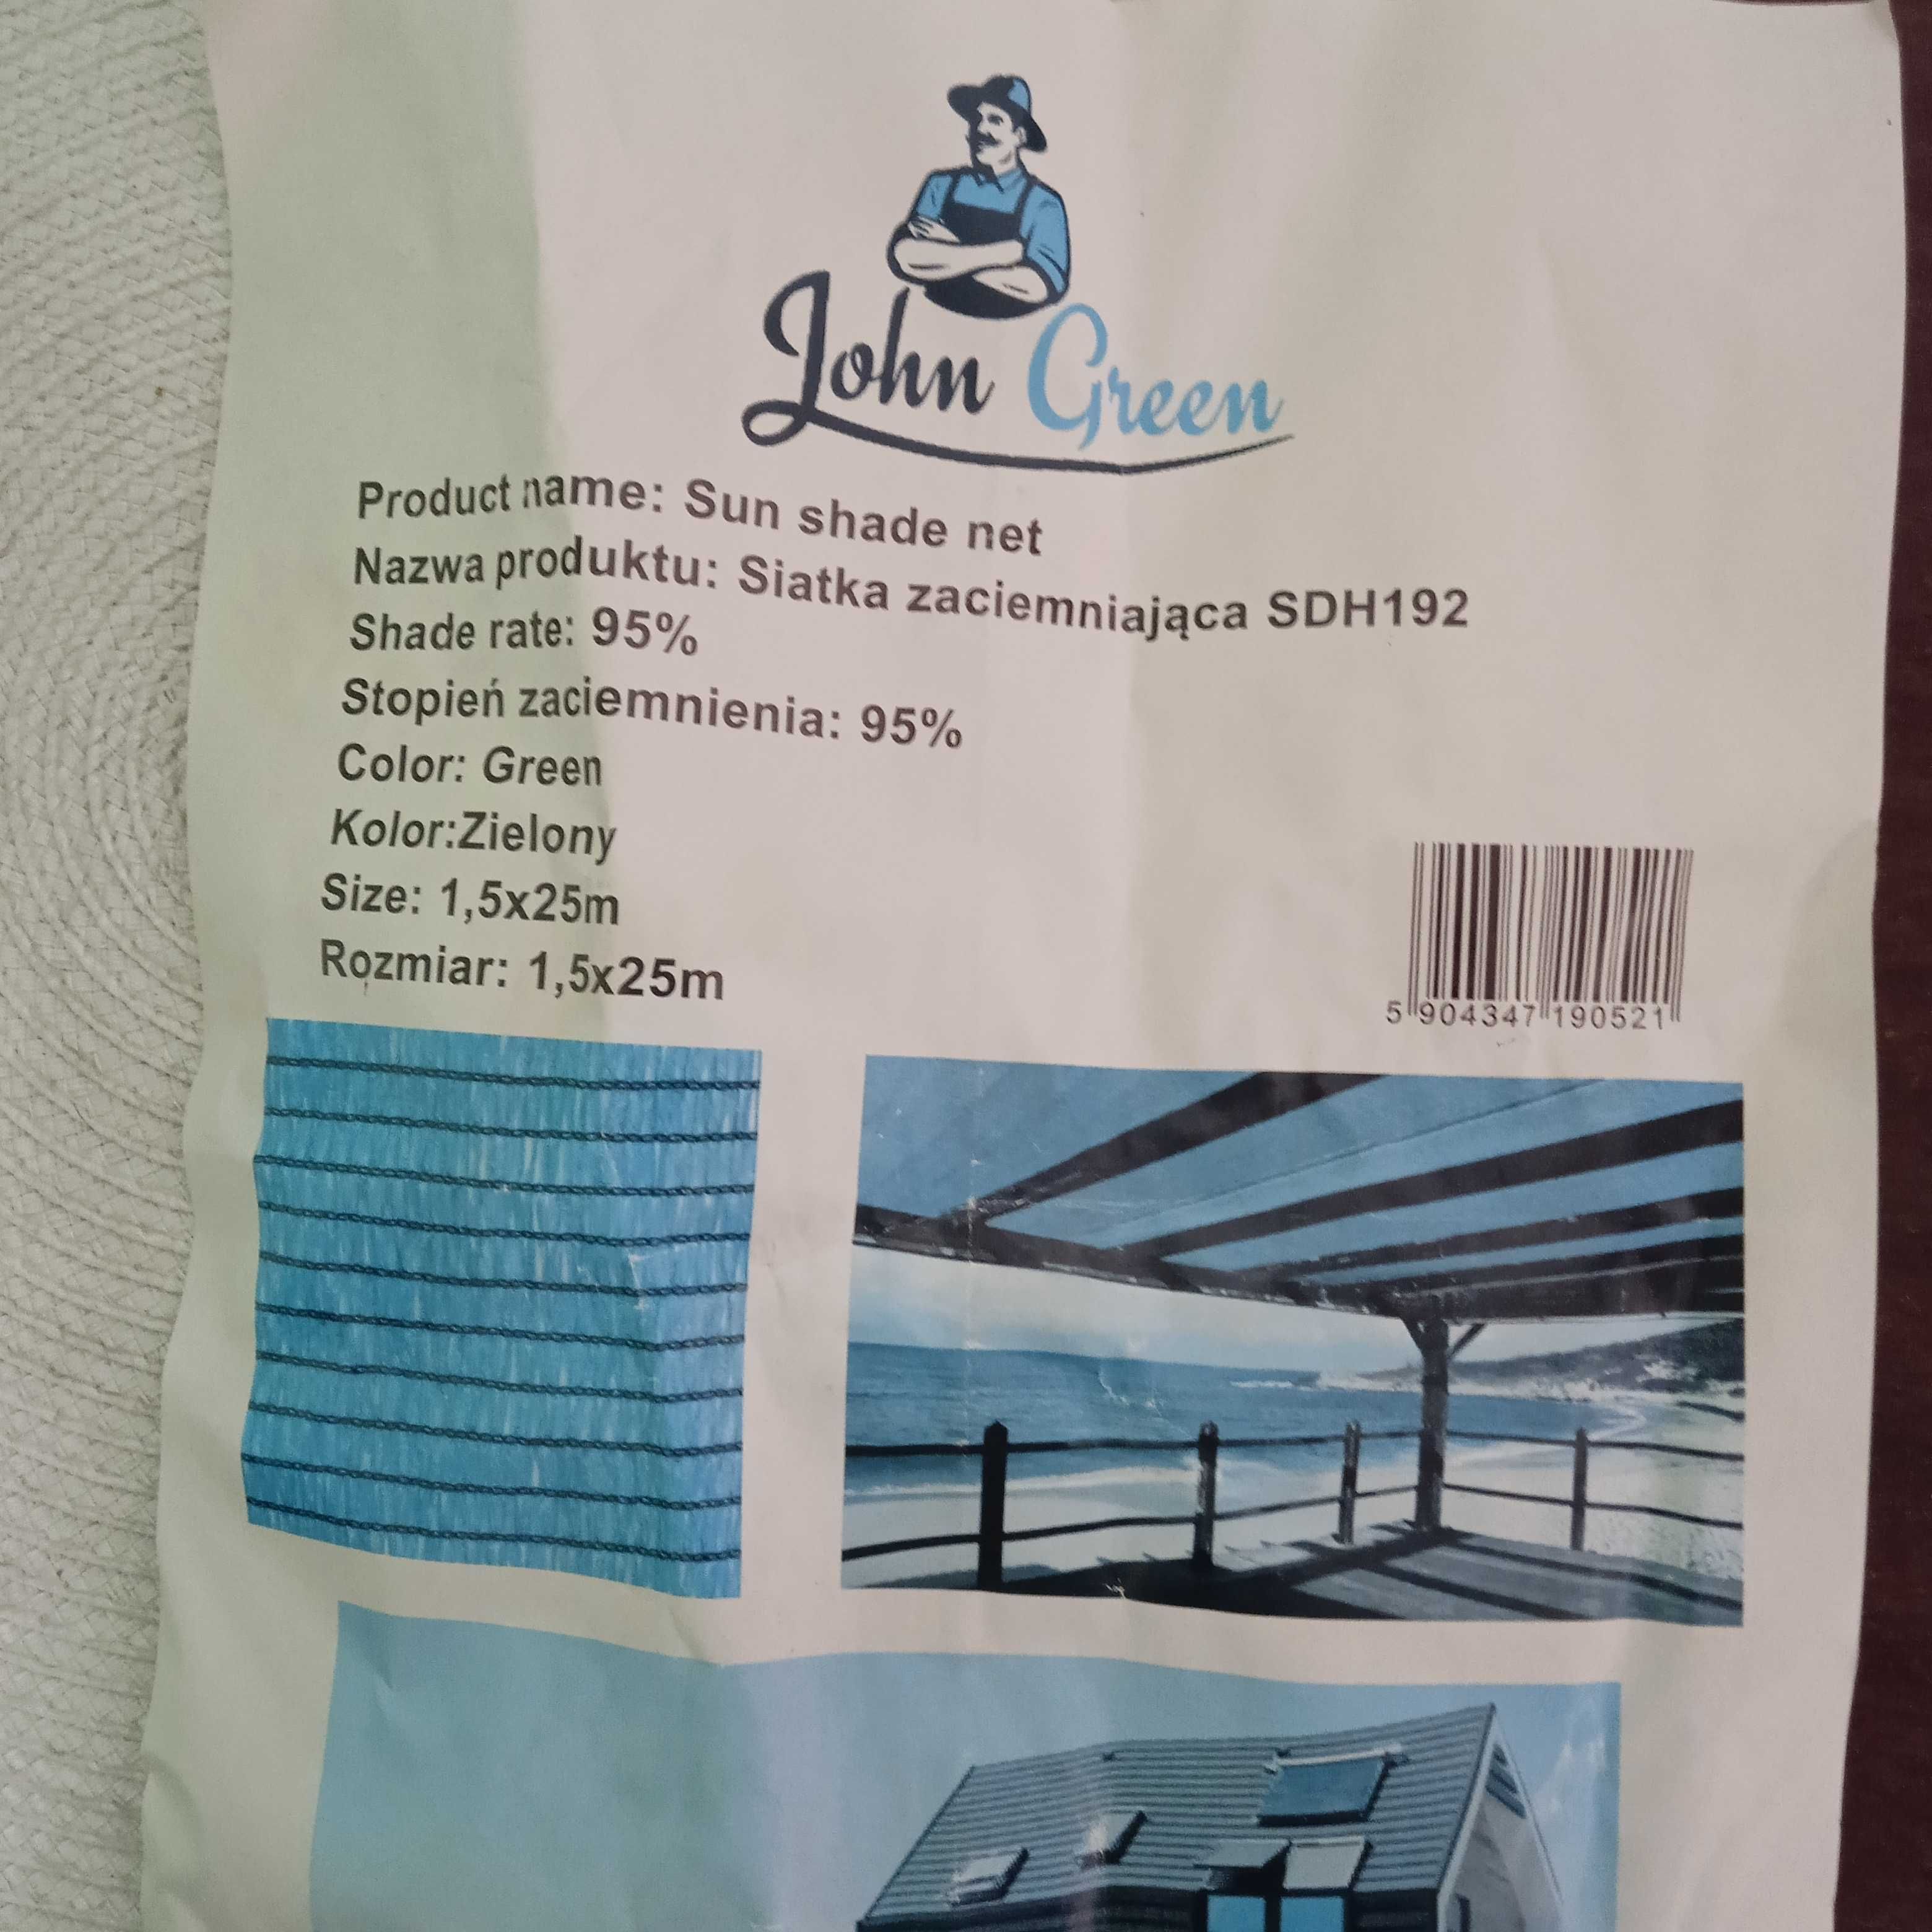 John Green
Product name: Sun shade net
Nazwa produktu: Siatka zaciemniająca SDH192
Shade rate: 95%
Stopień zaciemnienia: 95%
Color: Green
Kolor:Zielony
Size: 1,5x25m
Rozmiar: 1,5x25m
5 904347 190521